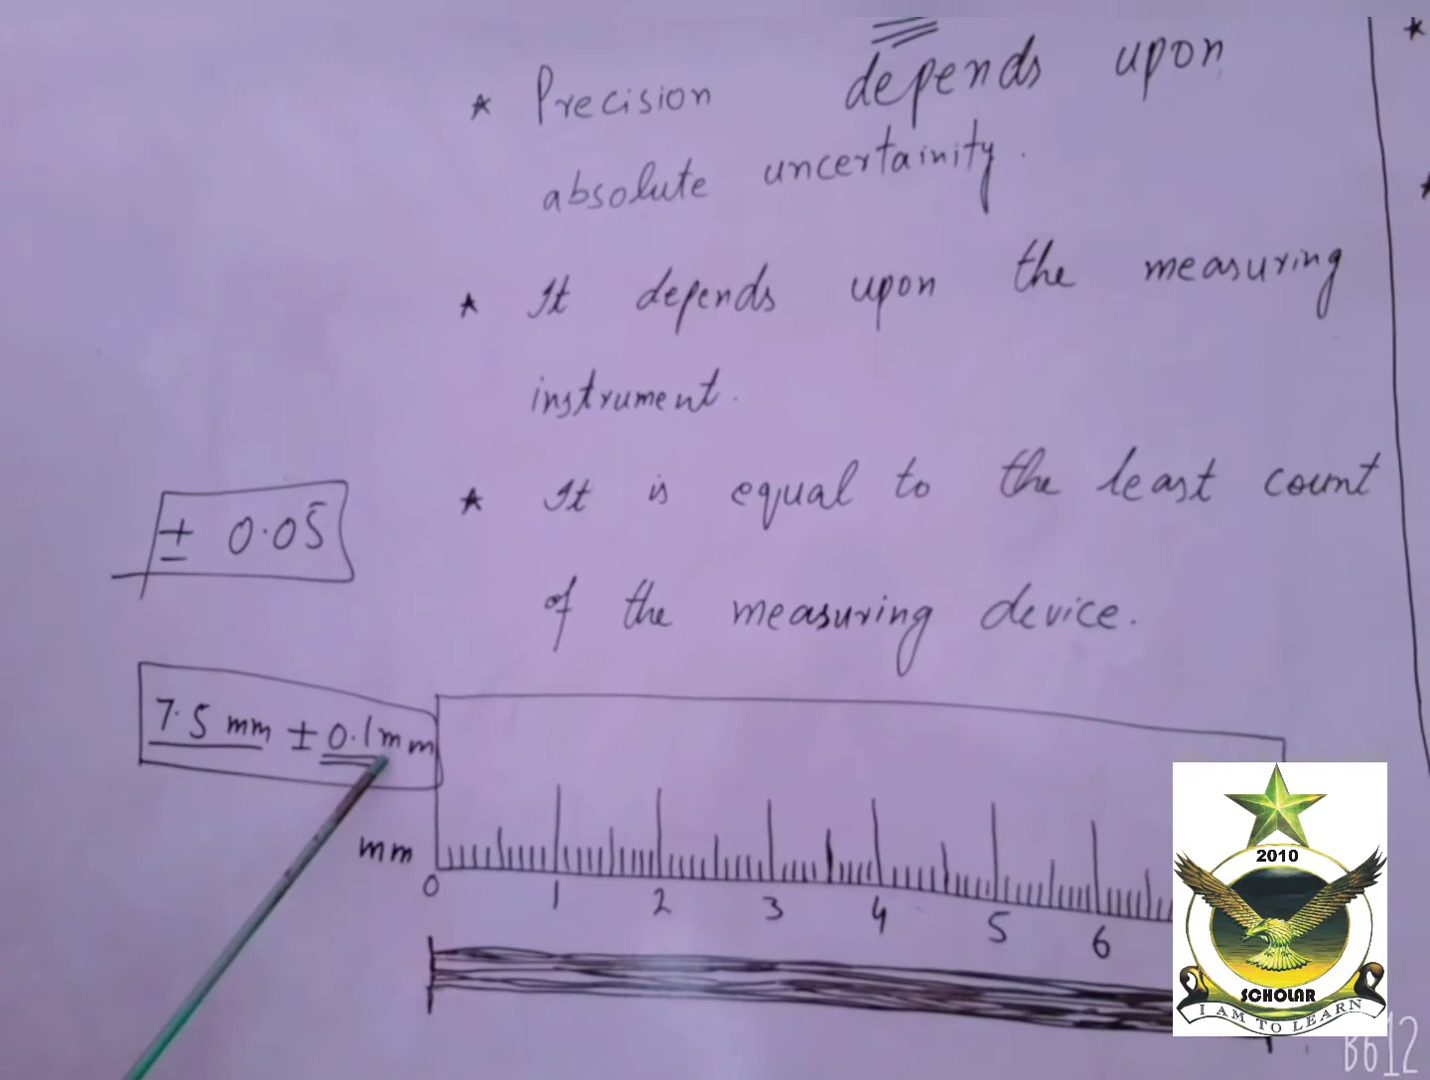 * Precision depends upon
absolute uncertainity.
* It depends upon the measuring
instrument.
* It is equal to the least count
of the measuring device.
± 0.05
7.5 mm ± 0.1mm
mm
0 1 2 3 4 5 6
2010
SCHOLAR
I AM TO LEARN
B612